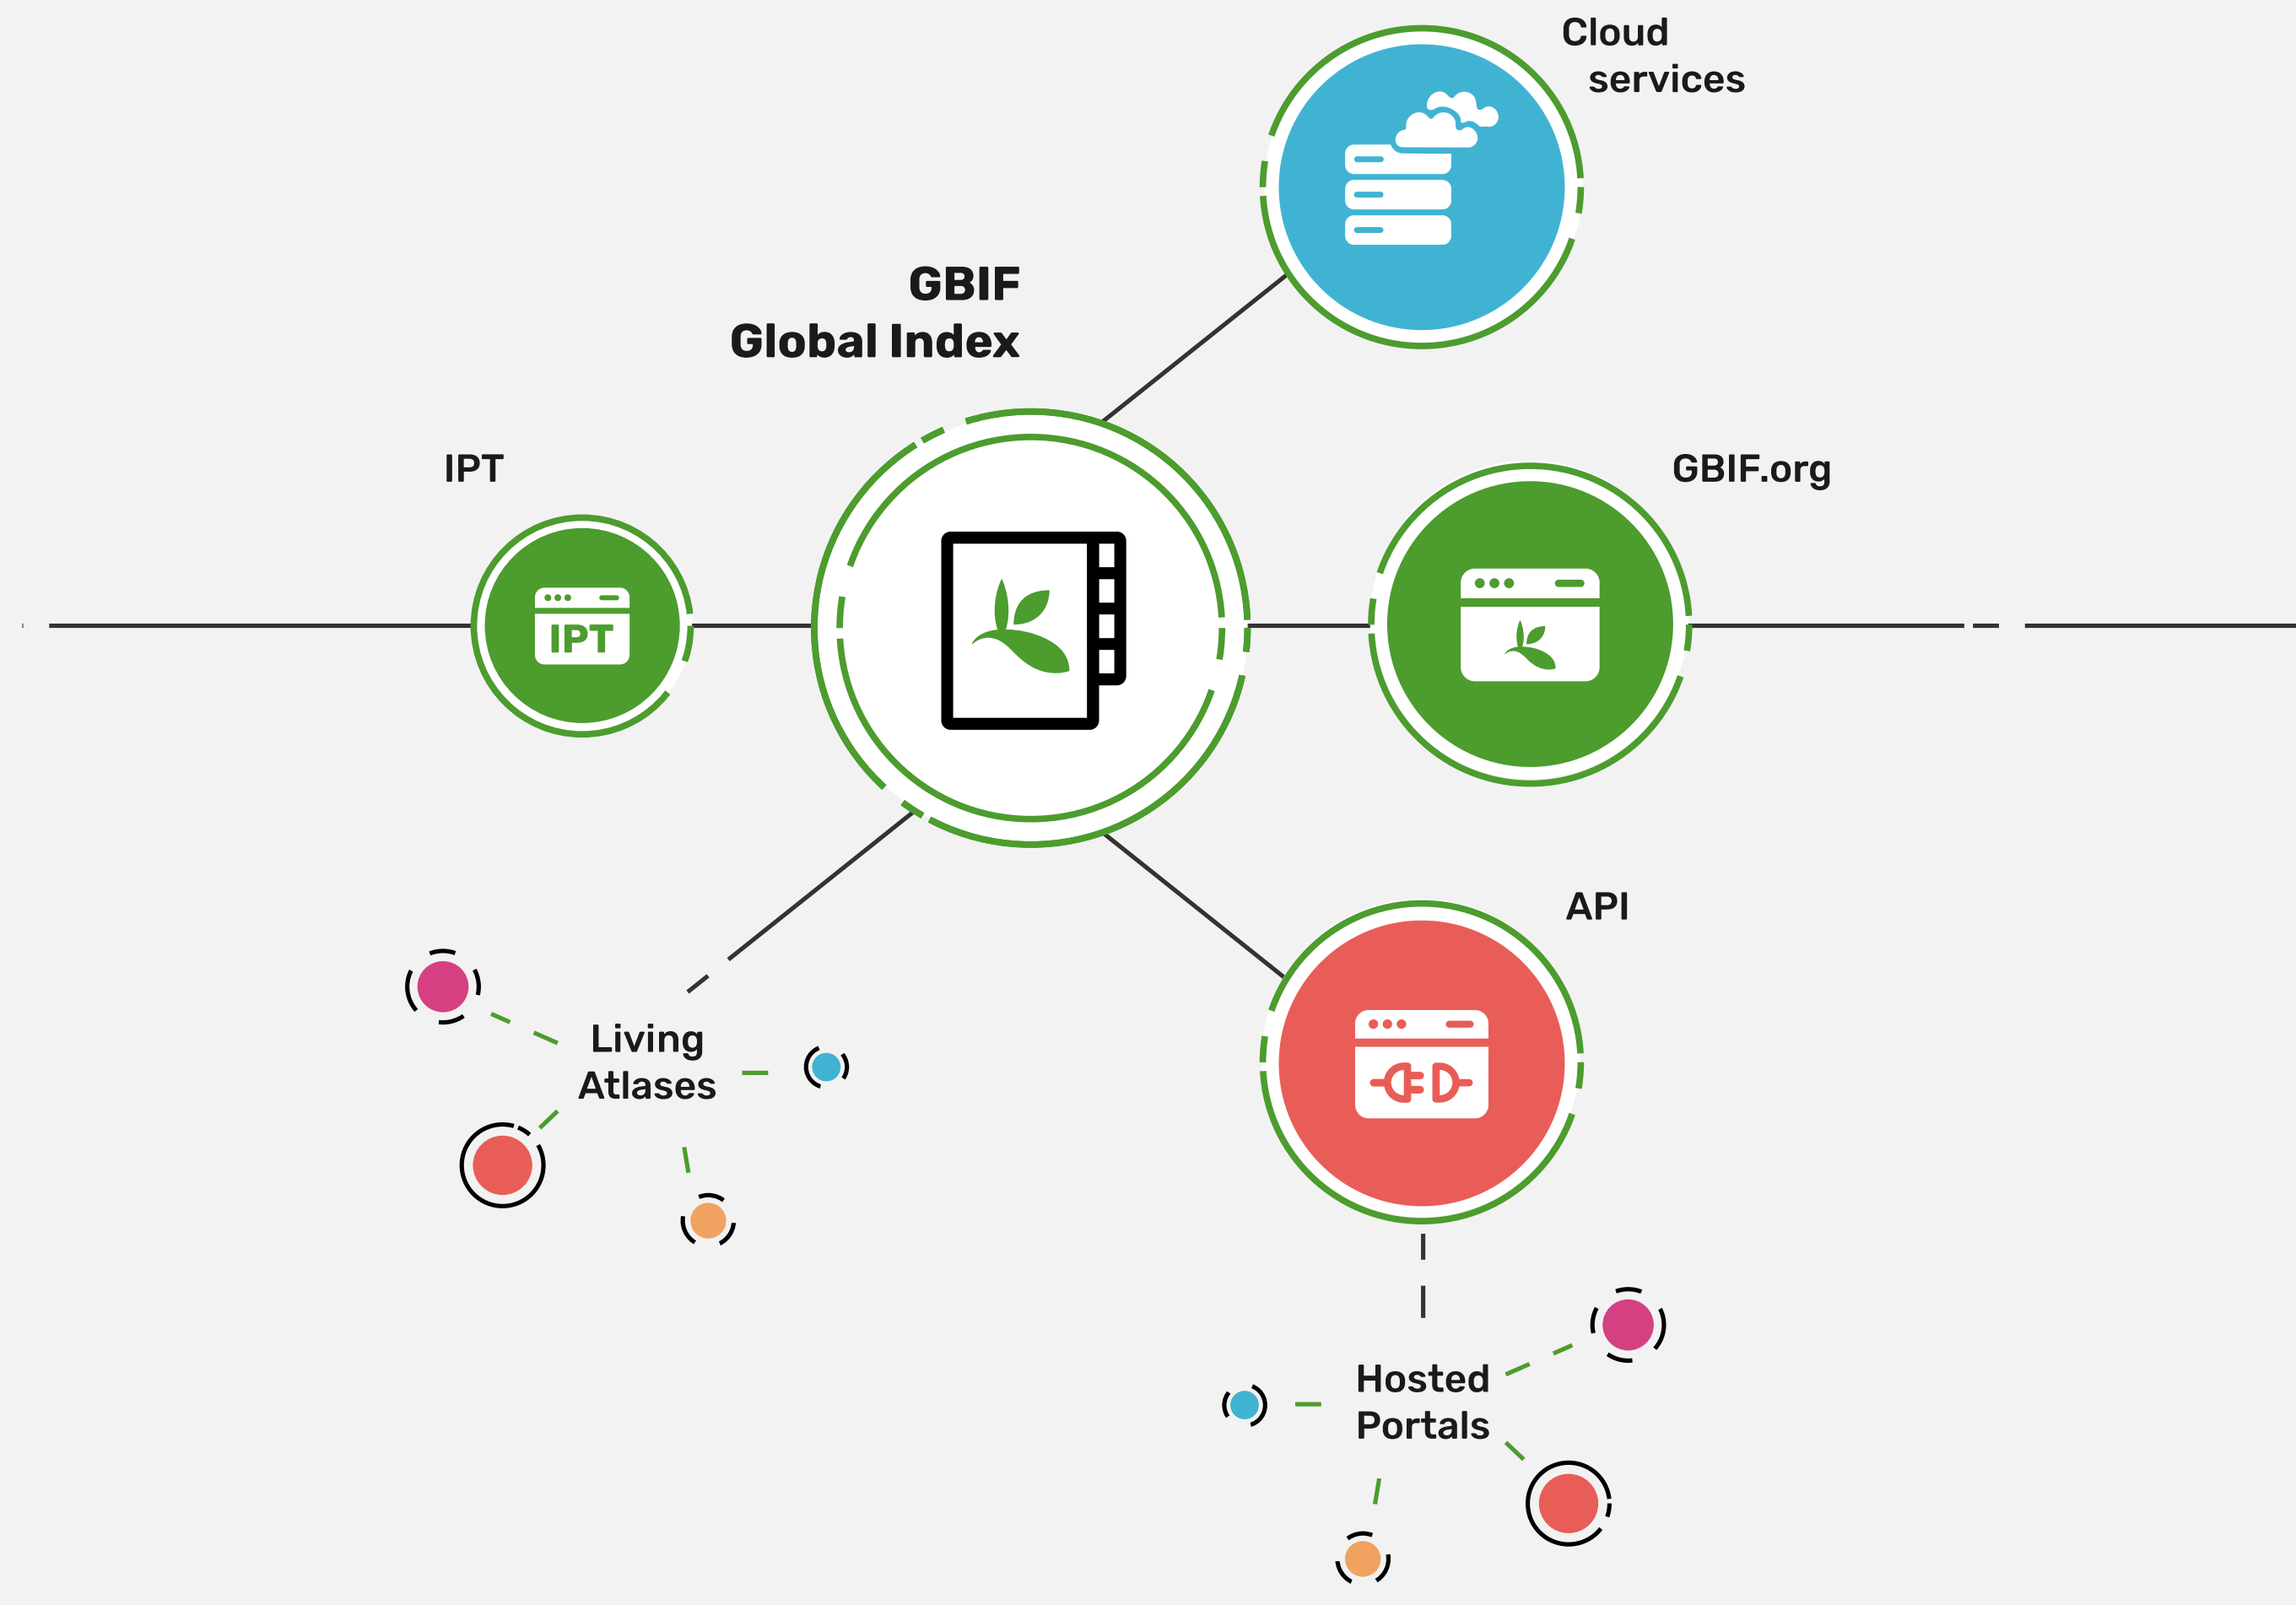 Cloud
services
GBIF
Global Index
IPT
GBIF.org
IPT
API
Living
Atlases
Hosted
Portals